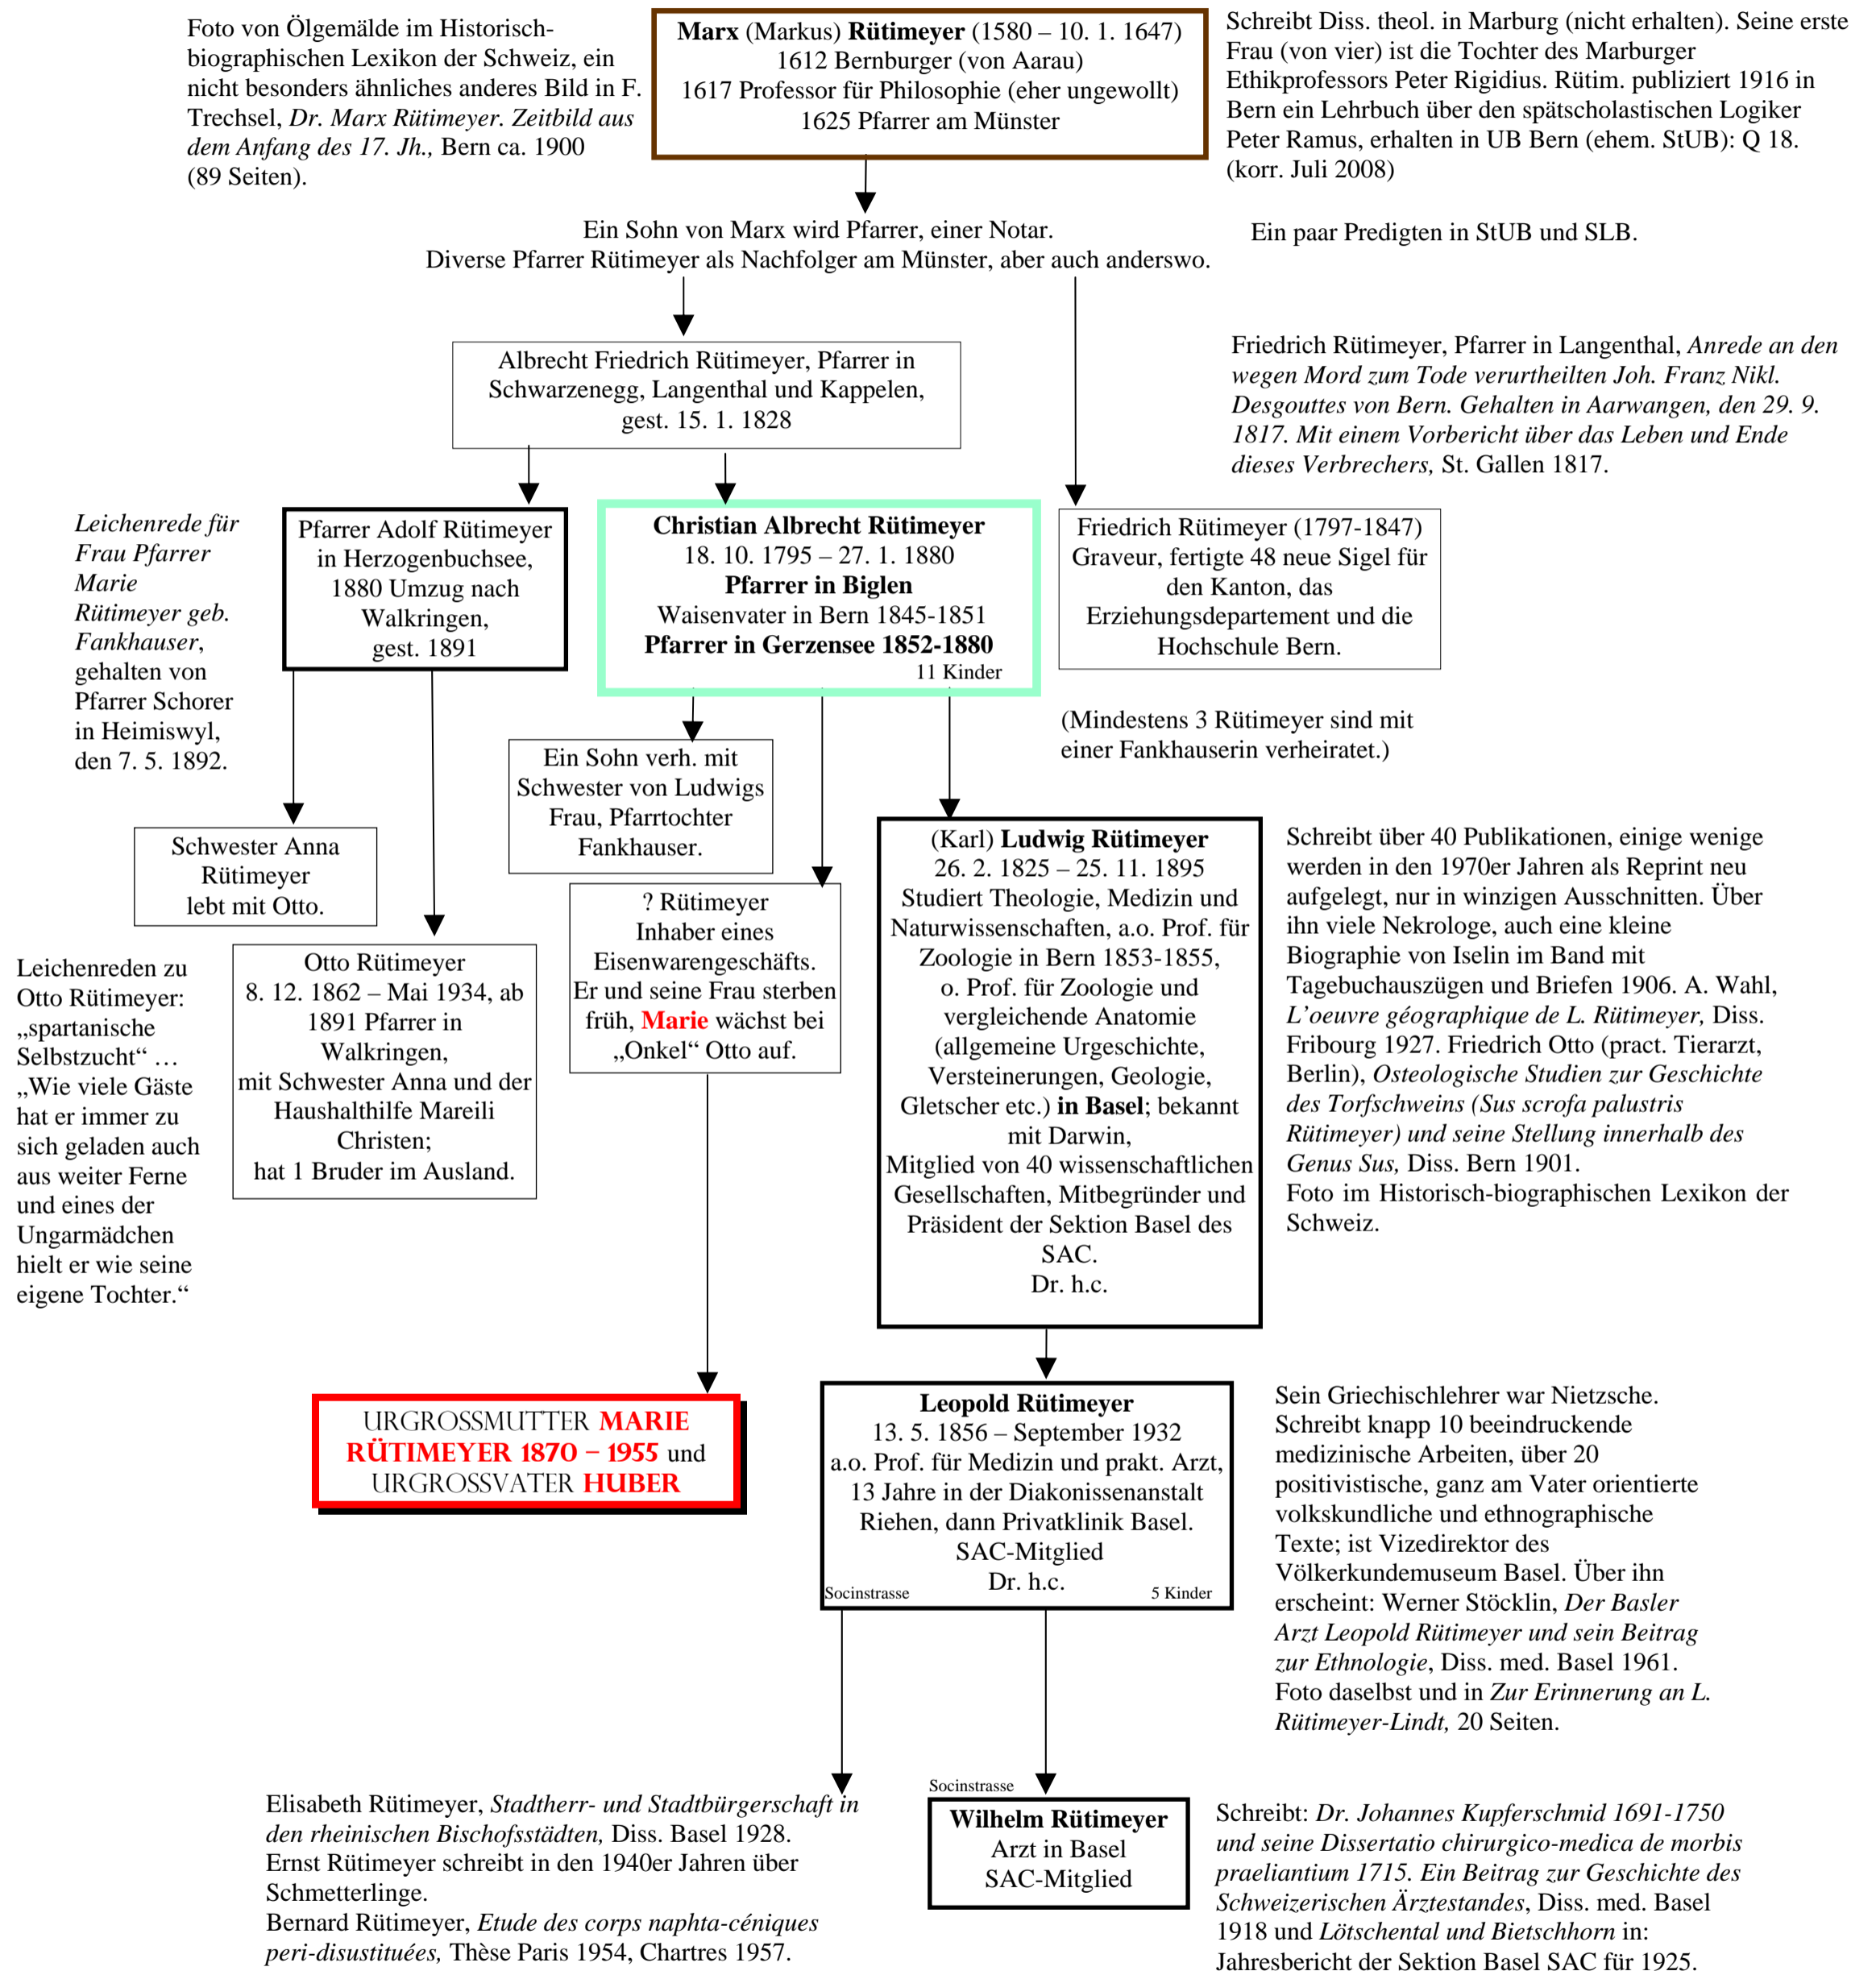 Foto von Ölgemälde im Historisch-
biographischen Lexikon der Schweiz, ein
nicht besonders ähnliches anderes Bild in F.
Trechsel, Dr. Marx Rütimeyer. Zeitbild aus
dem Anfang des 17. Jh., Bern ca. 1900
(89 Seiten).
Marx (Markus) Rütimeyer (1580 – 10. 1. 1647)
1612 Bernburger (von Aarau)
1617 Professor für Philosophie (eher ungewollt)
1625 Pfarrer am Münster
Schreibt Diss. theol. in Marburg (nicht erhalten). Seine erste
Frau (von vier) ist die Tochter des Marburger
Ethikprofessors Peter Rigidius. Rütim. publiziert 1916 in
Bern ein Lehrbuch über den spätscholastischen Logiker
Peter Ramus, erhalten in UB Bern (ehem. StUB): Q 18.
(korr. Juli 2008)
Ein Sohn von Marx wird Pfarrer, einer Notar.
Diverse Pfarrer Rütimeyer als Nachfolger am Münster, aber auch anderswo.
Ein paar Predigten in StUB und SLB.
Albrecht Friedrich Rütimeyer, Pfarrer in
Schwarzenegg, Langenthal und Kappelen,
gest. 15. 1. 1828
Friedrich Rütimeyer, Pfarrer in Langenthal, Anrede an den
wegen Mord zum Tode verurtheilten Joh. Franz Nikl.
Desgouttes von Bern. Gehalten in Aarwangen, den 29. 9.
1817. Mit einem Vorbericht über das Leben und Ende
dieses Verbrechers, St. Gallen 1817.
Leichenrede für
Frau Pfarrer
Marie
Rütimeyer geb.
Fankhauser,
gehalten von
Pfarrer Schorer
in Heimiswyl,
den 7. 5. 1892.
Pfarrer Adolf Rütimeyer
in Herzogenbuchsee,
1880 Umzug nach
Walkringen,
gest. 1891
Christian Albrecht Rütimeyer
18. 10. 1795 – 27. 1. 1880
Pfarrer in Biglen
Waisenvater in Bern 1845-1851
Pfarrer in Gerzensee 1852-1880
11 Kinder
Friedrich Rütimeyer (1797-1847)
Graveur, fertigte 48 neue Sigel für
den Kanton, das
Erziehungsdepartement und die
Hochschule Bern.
(Mindestens 3 Rütimeyer sind mit
einer Fankhauserin verheiratet.)
Ein Sohn verh. mit
Schwester von Ludwigs
Frau, Pfarrtochter
Fankhauser.
Schwester Anna
Rütimeyer
lebt mit Otto.
? Rütimeyer
Inhaber eines
Eisenwarengeschäfts.
Er und seine Frau sterben
früh, Marie wächst bei
„Onkel“ Otto auf.
(Karl) Ludwig Rütimeyer
26. 2. 1825 – 25. 11. 1895
Studiert Theologie, Medizin und
Naturwissenschaften, a.o. Prof. für
Zoologie in Bern 1853-1855,
o. Prof. für Zoologie und
vergleichende Anatomie
(allgemeine Urgeschichte,
Versteinerungen, Geologie,
Gletscher etc.) in Basel; bekannt
mit Darwin,
Mitglied von 40 wissenschaftlichen
Gesellschaften, Mitbegründer und
Präsident der Sektion Basel des
SAC.
Dr. h.c.
Schreibt über 40 Publikationen, einige wenige
werden in den 1970er Jahren als Reprint neu
aufgelegt, nur in winzigen Ausschnitten. Über
ihn viele Nekrologe, auch eine kleine
Biographie von Iselin im Band mit
Tagebuchauszügen und Briefen 1906. A. Wahl,
L'oeuvre géographique de L. Rütimeyer, Diss.
Fribourg 1927. Friedrich Otto (pract. Tierarzt,
Berlin), Osteologische Studien zur Geschichte
des Torfschweins (Sus scrofa palustris
Rütimeyer) und seine Stellung innerhalb des
Genus Sus, Diss. Bern 1901.
Foto im Historisch-biographischen Lexikon der
Schweiz.
Leichenreden zu
Otto Rütimeyer:
„spartanische
Selbstzucht“ …
„Wie viele Gäste
hat er immer zu
sich geladen auch
aus weiter Ferne
und eines der
Ungarmädchen
hielt er wie seine
eigene Tochter.“
Otto Rütimeyer
8. 12. 1862 – Mai 1934, ab
1891 Pfarrer in
Walkringen,
mit Schwester Anna und der
Haushalthilfe Mareili
Christen;
hat 1 Bruder im Ausland.
URGROSSMUTTER MARIE
RÜTIMEYER 1870 – 1955 und
URGROSSVATER HUBER
Leopold Rütimeyer
13. 5. 1856 – September 1932
a.o. Prof. für Medizin und prakt. Arzt,
13 Jahre in der Diakonissenanstalt
Riehen, dann Privatklinik Basel.
SAC-Mitglied
Dr. h.c.
Socinstrasse
5 Kinder
Sein Griechischlehrer war Nietzsche.
Schreibt knapp 10 beeindruckende
medizinische Arbeiten, über 20
positivistische, ganz am Vater orientierte
volkskundliche und ethnographische
Texte; ist Vizedirektor des
Völkerkundemuseum Basel. Über ihn
erscheint: Werner Stöcklin, Der Basler
Arzt Leopold Rütimeyer und sein Beitrag
zur Ethnologie, Diss. med. Basel 1961.
Foto daselbst und in Zur Erinnerung an L.
Rütimeyer-Lindt, 20 Seiten.
Elisabeth Rütimeyer, Stadtherr- und Stadtbürgerschaft in
den rheinischen Bischofsstädten, Diss. Basel 1928.
Ernst Rütimeyer schreibt in den 1940er Jahren über
Schmetterlinge.
Bernard Rütimeyer, Etude des corps naphta-céniques
peri-disustituées, Thèse Paris 1954, Chartres 1957.
Socinstrasse
Wilhelm Rütimeyer
Arzt in Basel
SAC-Mitglied
Schreibt: Dr. Johannes Kupferschmid 1691-1750
und seine Dissertatio chirurgico-medica de morbis
praeliantium 1715. Ein Beitrag zur Geschichte des
Schweizerischen Ärztestandes, Diss. med. Basel
1918 und Lötschental und Bietschhorn in:
Jahresbericht der Sektion Basel SAC für 1925.